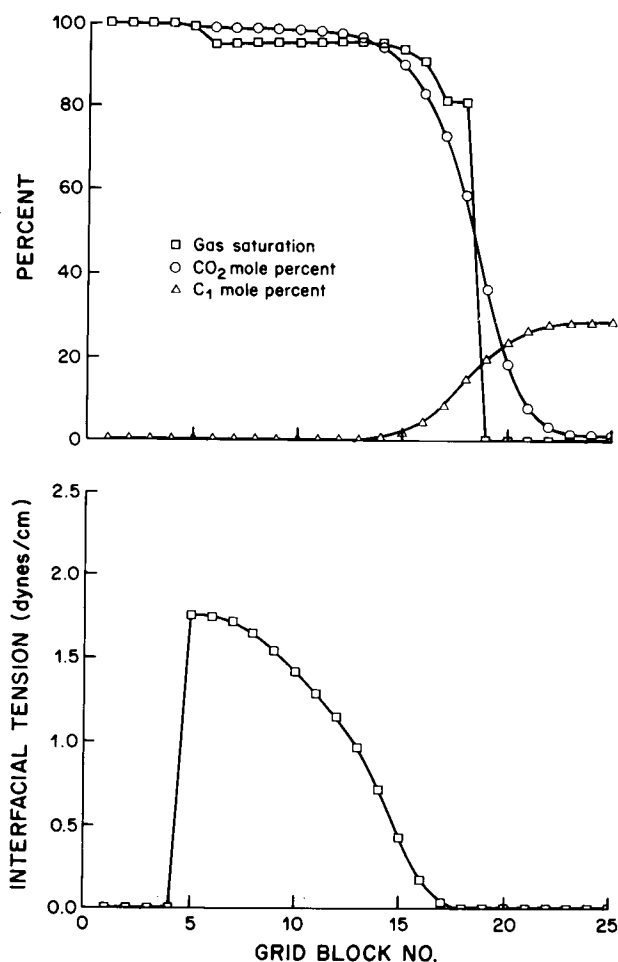 100
80
60
40
20
0
PERCENT
Gas saturation
CO2 mole percent
C1 mole percent
2.5
2.0
1.5
1.0
0.5
0.0
INTERFACIAL TENSION (dynes/cm)
0 5 10 15 20 25
GRID BLOCK NO.